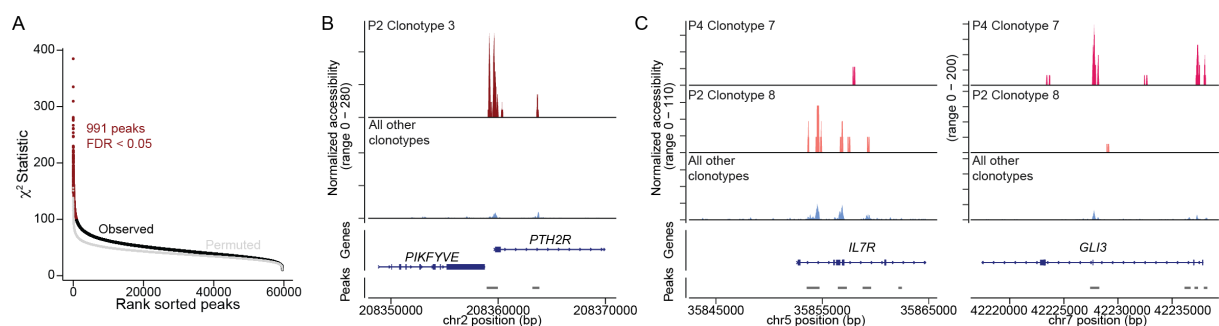 A
400
300
200
100
0
χ² Statistic
991 peaks
FDR < 0.05
Observed
Permuted
0
20000
40000
60000
Rank sorted peaks
B
P2 Clonotype 3
All other
clonotypes
Normalized accessibility
(range 0 – 280)
Genes
PIKFYVE
PTH2R
Peaks
208350000
208360000
208370000
chr2 position (bp)
C
P4 Clonotype 7
P2 Clonotype 8
All other
clonotypes
Normalized accessibility
(range 0 – 110)
Genes
IL7R
Peaks
35845000
35855000
35865000
chr5 position (bp)
P4 Clonotype 7
P2 Clonotype 8
All other
clonotypes
(range 0 – 200)
GLI3
42220000
42225000
42230000
42235000
chr7 position (bp)